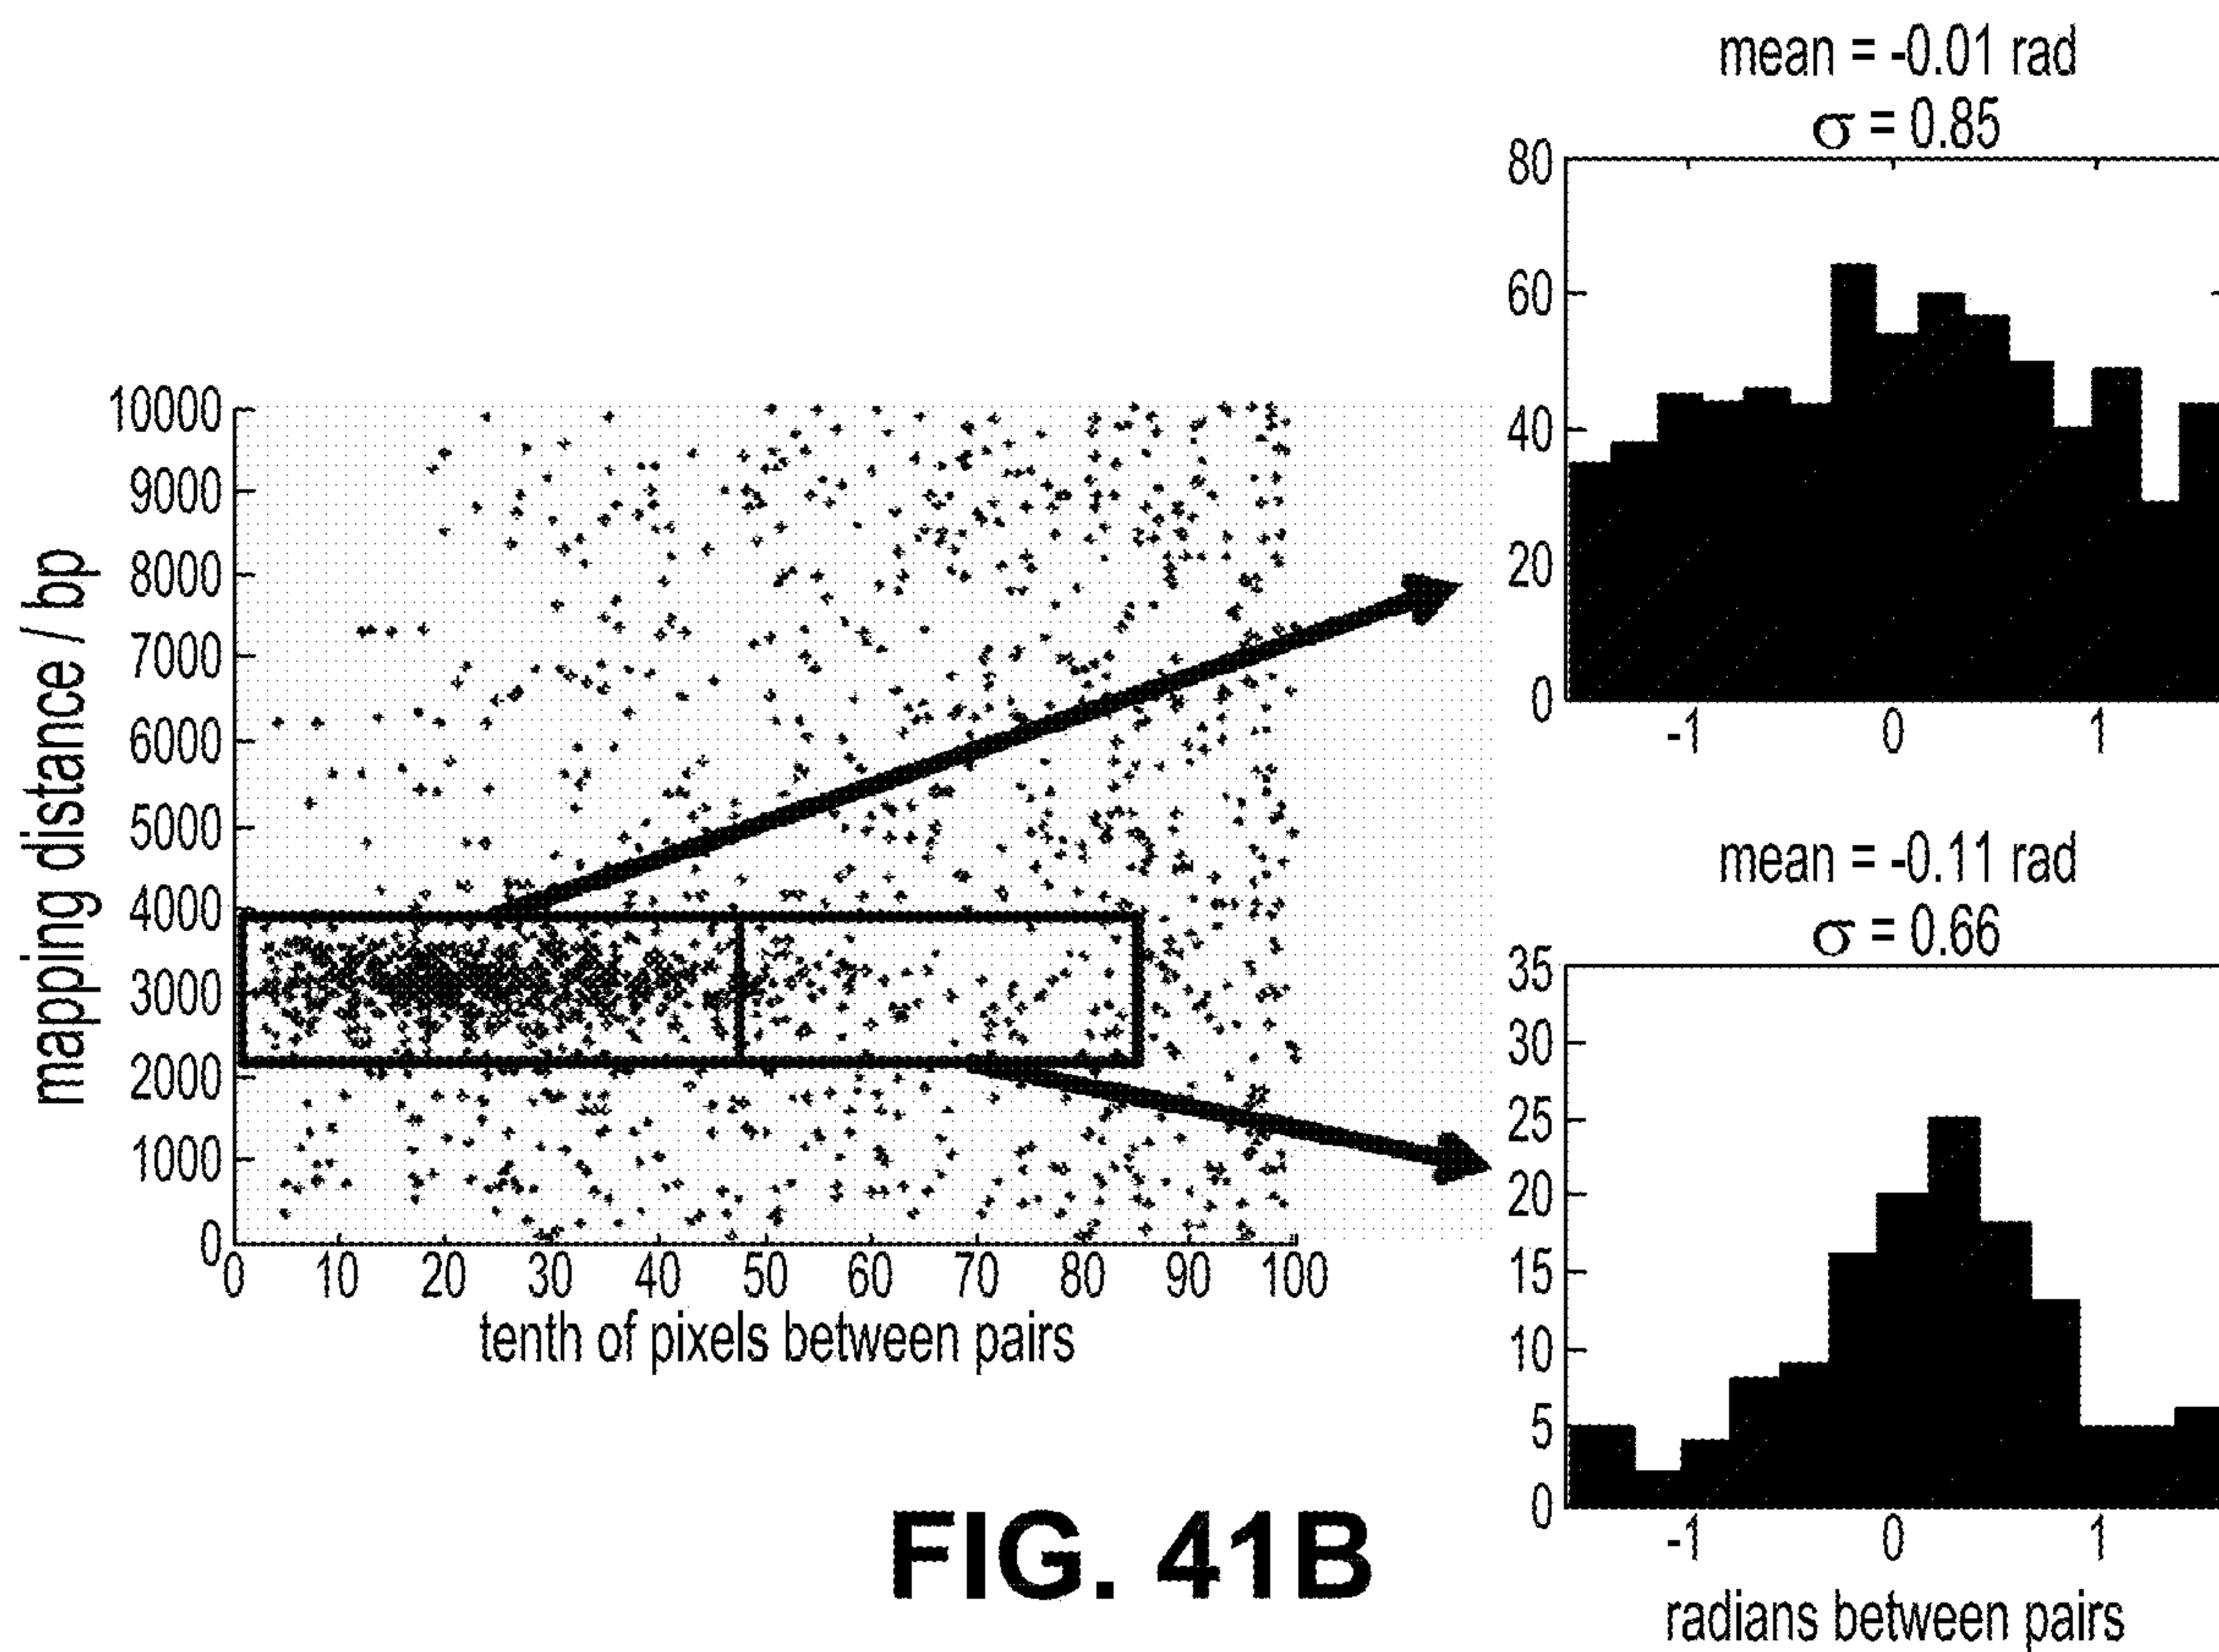 mean = -0.01 rad
σ = 0.85
80
60
40
20
0
-1 0 1
10000
9000
8000
7000
6000
5000
4000
3000
2000
1000
0
mapping distance / bp
0 10 20 30 40 50 60 70 80 90 100
tenth of pixels between pairs
mean = -0.11 rad
σ = 0.66
35
30
25
20
15
10
5
0
-1 0 1
radians between pairs
FIG. 41B